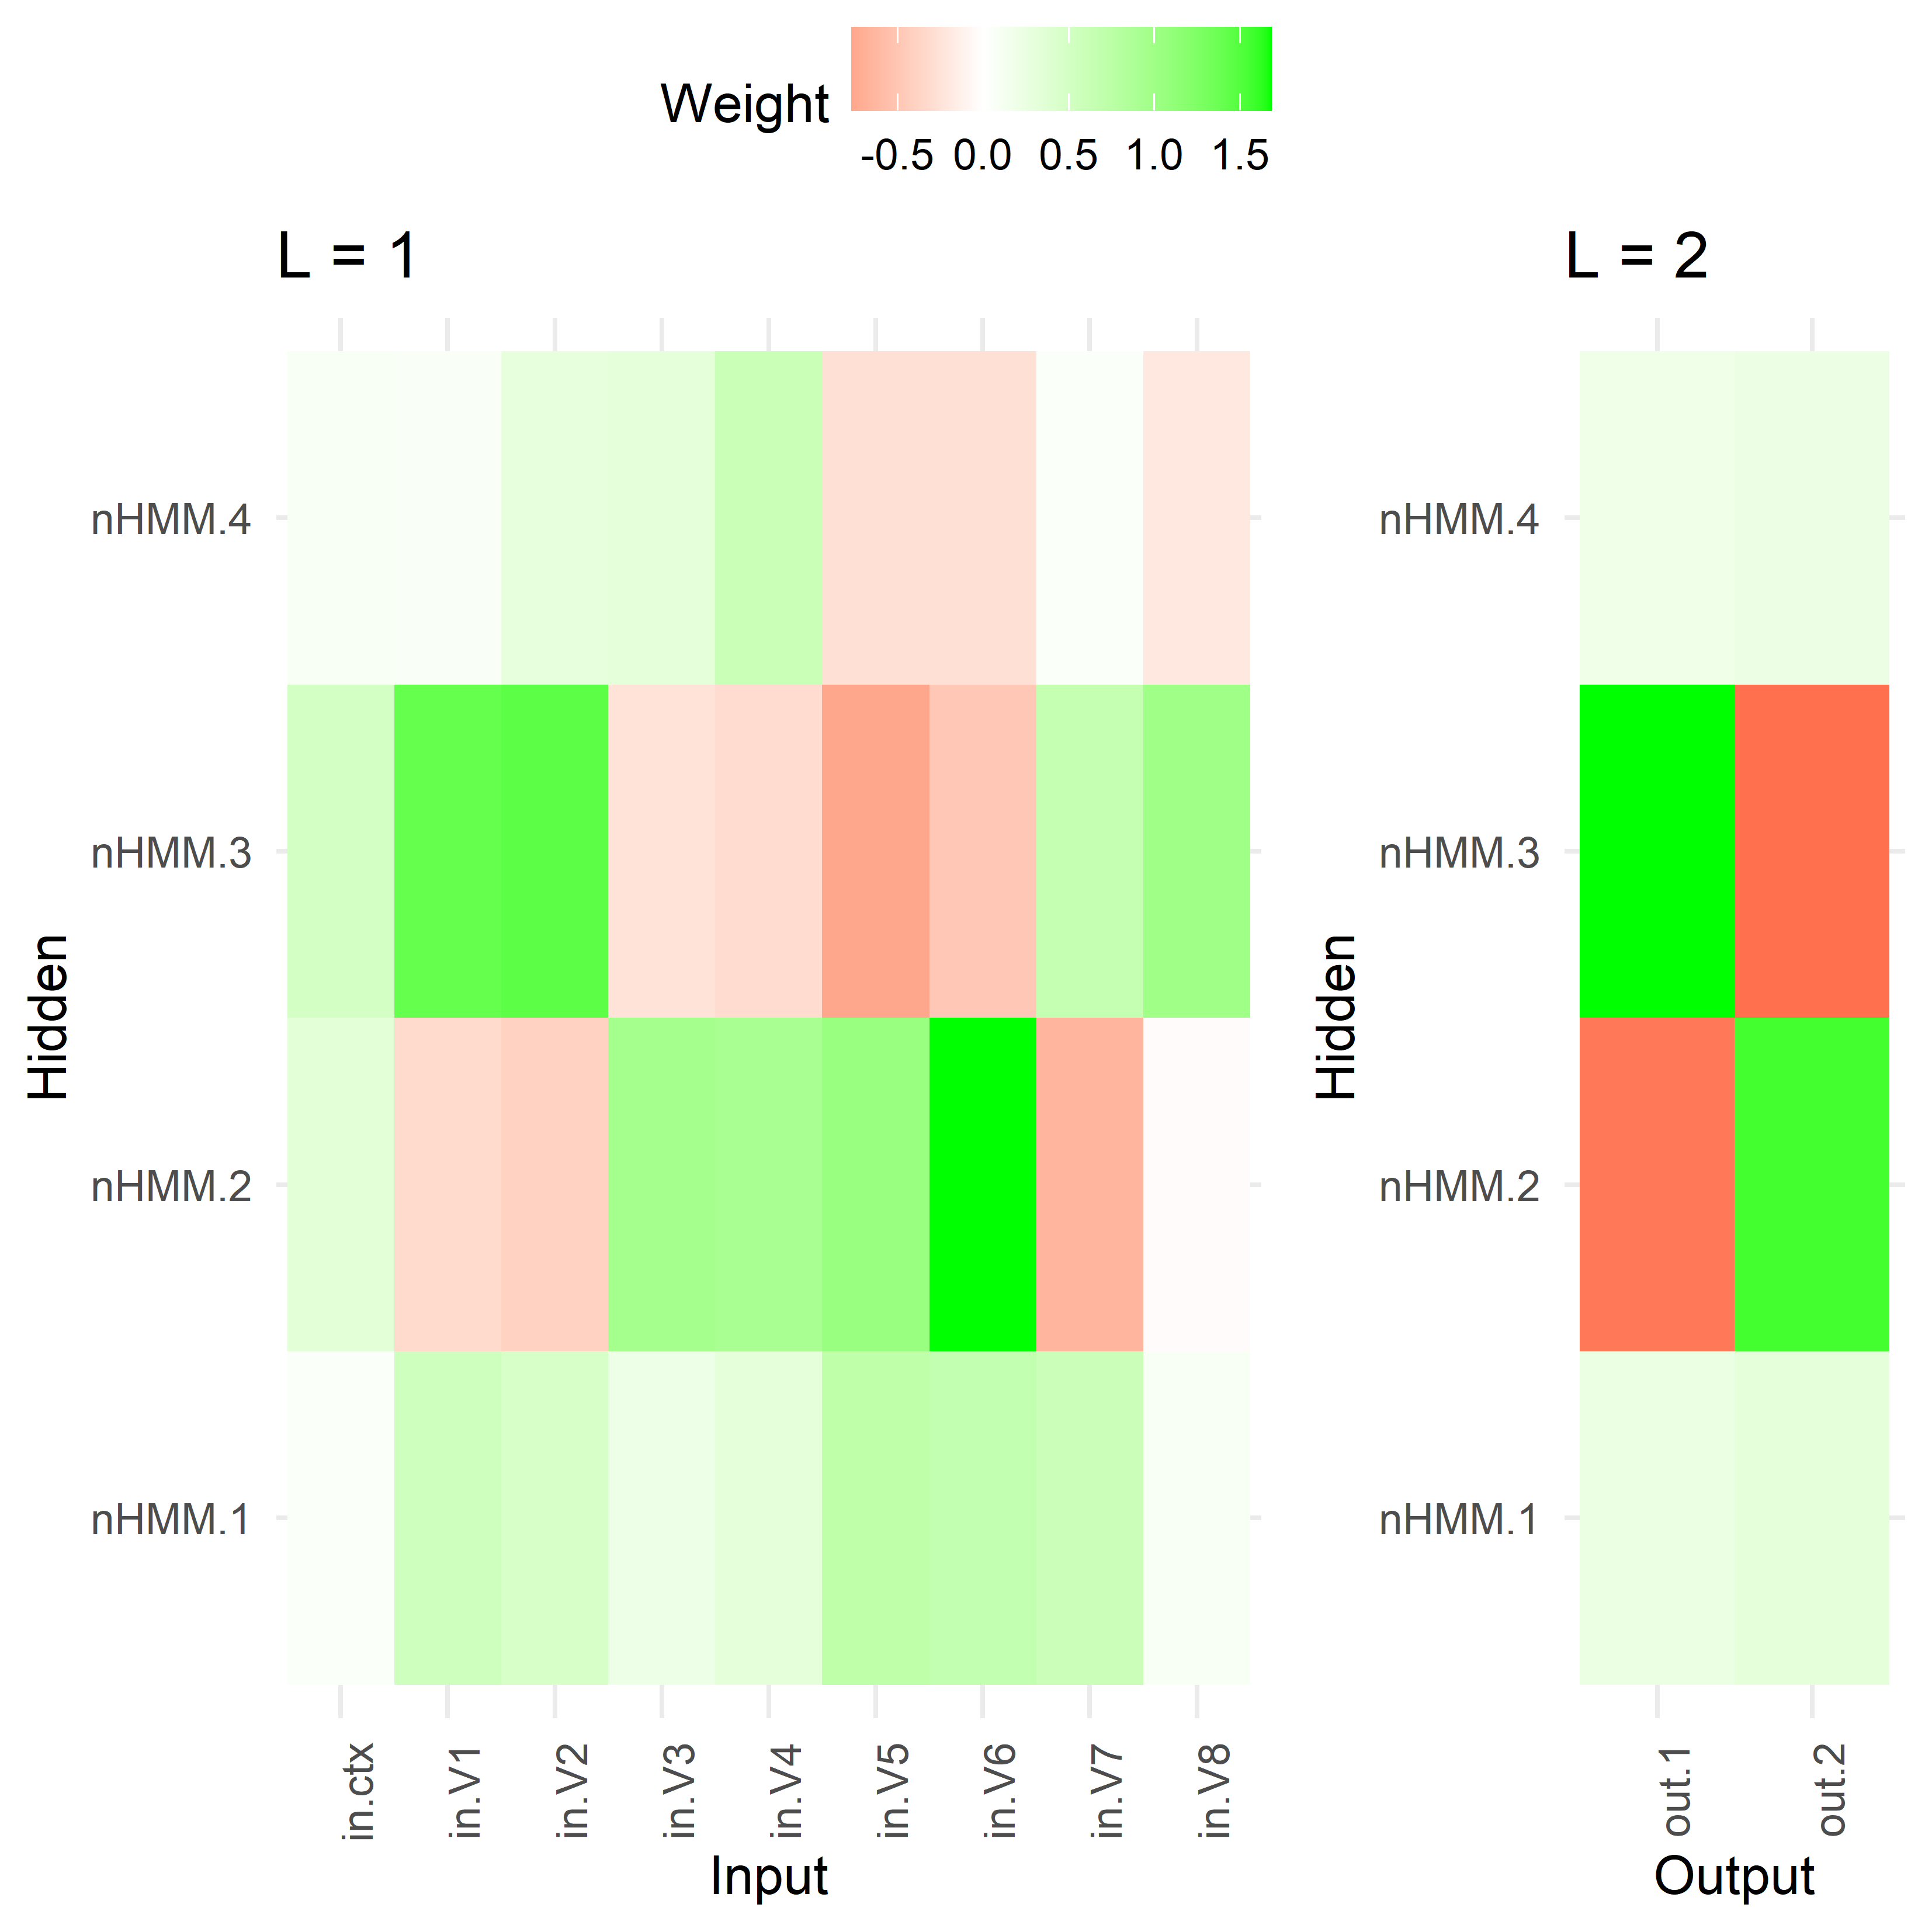 Weight
-0.5 0.0 0.5 1.0 1.5
L = 1
L = 2
Hidden
nHMM.4
nHMM.3
nHMM.2
nHMM.1
in.ctx in.V1 in.V2 in.V3 in.V4 in.V5 in.V6 in.V7 in.V8
Input
Hidden
nHMM.4
nHMM.3
nHMM.2
nHMM.1
out.1 out.2
Output